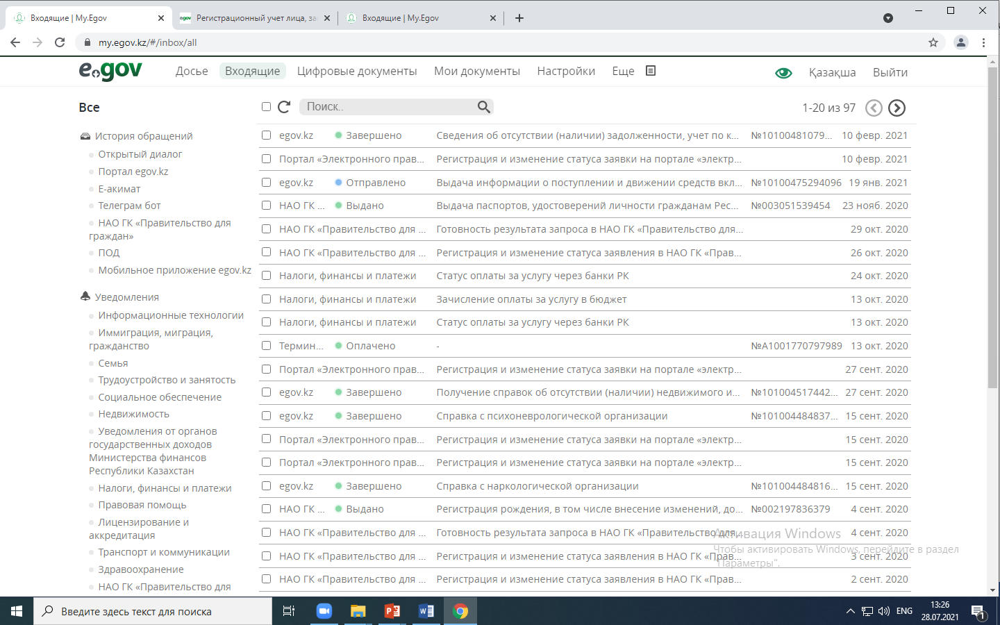 Входящие | My.Egov
Регистрационный учет лица, за
Входящие | My.Egov
my.egov.kz/#/inbox/all
egov
Досье Входящие Цифровые документы Мои документы Настройки Еще Қазақша Выйти
Все
Поиск..
1-20 из 97
История обращений
Открытый диалог
Портал egov.kz
Е-акимат
Телеграм бот
НАО ГК «Правительство для
граждан»
ПОД
Мобильное приложение egov.kz
Уведомления
Информационные технологии
Иммиграция, миграция,
гражданство
Семья
Трудоустройство и занятость
Социальное обеспечение
Недвижимость
Уведомления от органов
государственных доходов
Министерства финансов
Республики Казахстан
Налоги, финансы и платежи
Правовая помощь
Лицензирование и
аккредитация
Транспорт и коммуникации
Здравоохранение
НАО ГК «Правительство для
egov.kz Завершено Сведения об отсутствии (наличии) задолженности, учет по к... №10100481079... 10 февр. 2021
Портал «Электронного прав... Регистрация и изменение статуса заявки на портале «электр... 10 февр. 2021
egov.kz Отправлено Выдача информации о поступлении и движении средств вкл... №10100475294096 19 янв. 2021
НАО ГК ... Выдано Выдача паспортов, удостоверений личности гражданам Рес... №003051539454 23 нояб. 2020
НАО ГК «Правительство для ... Готовность результата запроса в НАО ГК «Правительство для... 29 окт. 2020
НАО ГК «Правительство для ... Регистрация и изменение статуса заявления в НАО ГК «Прав... 26 окт. 2020
Налоги, финансы и платежи Статус оплаты за услугу через банки РК 24 окт. 2020
Налоги, финансы и платежи Зачисление оплаты за услугу в бюджет 13 окт. 2020
Налоги, финансы и платежи Статус оплаты за услугу через банки РК 13 окт. 2020
Термин... Оплачено - №А1001770797989 13 окт. 2020
Портал «Электронного прав... Регистрация и изменение статуса заявки на портале «электр... 27 сент. 2020
egov.kz Завершено Получение справок об отсутствии (наличии) недвижимого и... №101004517442... 27 сент. 2020
egov.kz Завершено Справка с психоневрологической организации №101004484837... 15 сент. 2020
Портал «Электронного прав... Регистрация и изменение статуса заявки на портале «электр... 15 сент. 2020
Портал «Электронного прав... Регистрация и изменение статуса заявки на портале «электр... 15 сент. 2020
egov.kz Завершено Справка с наркологической организации №101004484816... 15 сент. 2020
НАО ГК ... Выдано Регистрация рождения, в том числе внесение изменений, до... №002197836379 4 сент. 2020
НАО ГК «Правительство для ... Готовность результата запроса в НАО ГК «Правительство для... 4 сент. 2020
НАО ГК «Правительство для ... Регистрация и изменение статуса заявления в НАО ГК «Прав... 3 сент. 2020
НАО ГК «Правительство для ... Регистрация и изменение статуса заявления в НАО ГК «Прав... 2 сент. 2020
Активация Windows
Чтобы активировать Windows, перейдите в раздел
"Параметры".
Введите здесь текст для поиска
ENG
13:26
28.07.2021
1